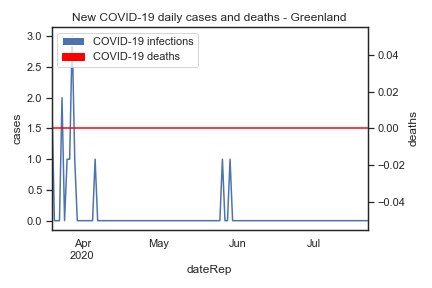 New COVID-19 daily cases and deaths - Greenland
COVID-19 infections
COVID-19 deaths
3.0
2.5
2.0
1.5
1.0
0.5
0.0
cases
0.04
0.02
0.00
−0.02
−0.04
deaths
Apr
2020
May
Jun
Jul
dateRep